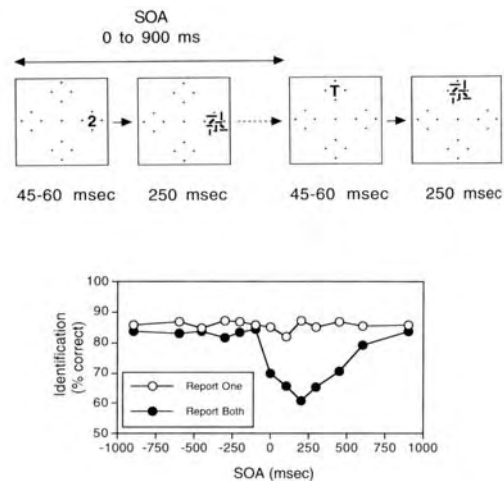 SOA
0 to 900 ms
2
T
45-60 msec 250 msec 45-60 msec 250 msec
100
90
80
70
60
50
Identification
(% correct)
Report One
Report Both
-1000 -750 -500 -250 0 250 500 750 1000
SOA (msec)